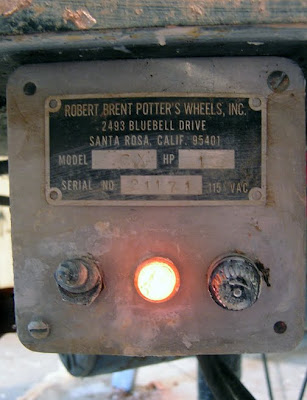 ROBERT BRENT POTTER'S WHEELS, INC.
2493 BLUEBELL DRIVE
SANTA ROSA, CALIF. 95401
MODEL CX HP
SERIAL NO 21171 115 VAC